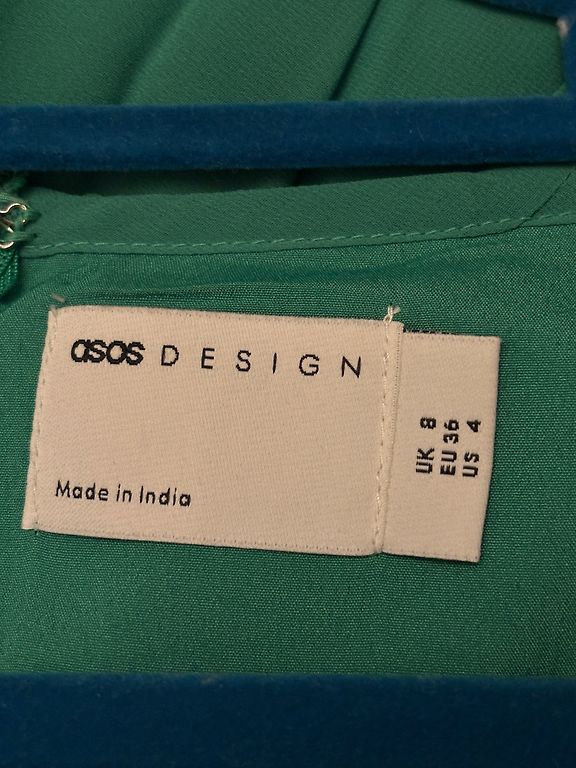 asos DESIGN
Made in India
UK 8
EU 36
US 4